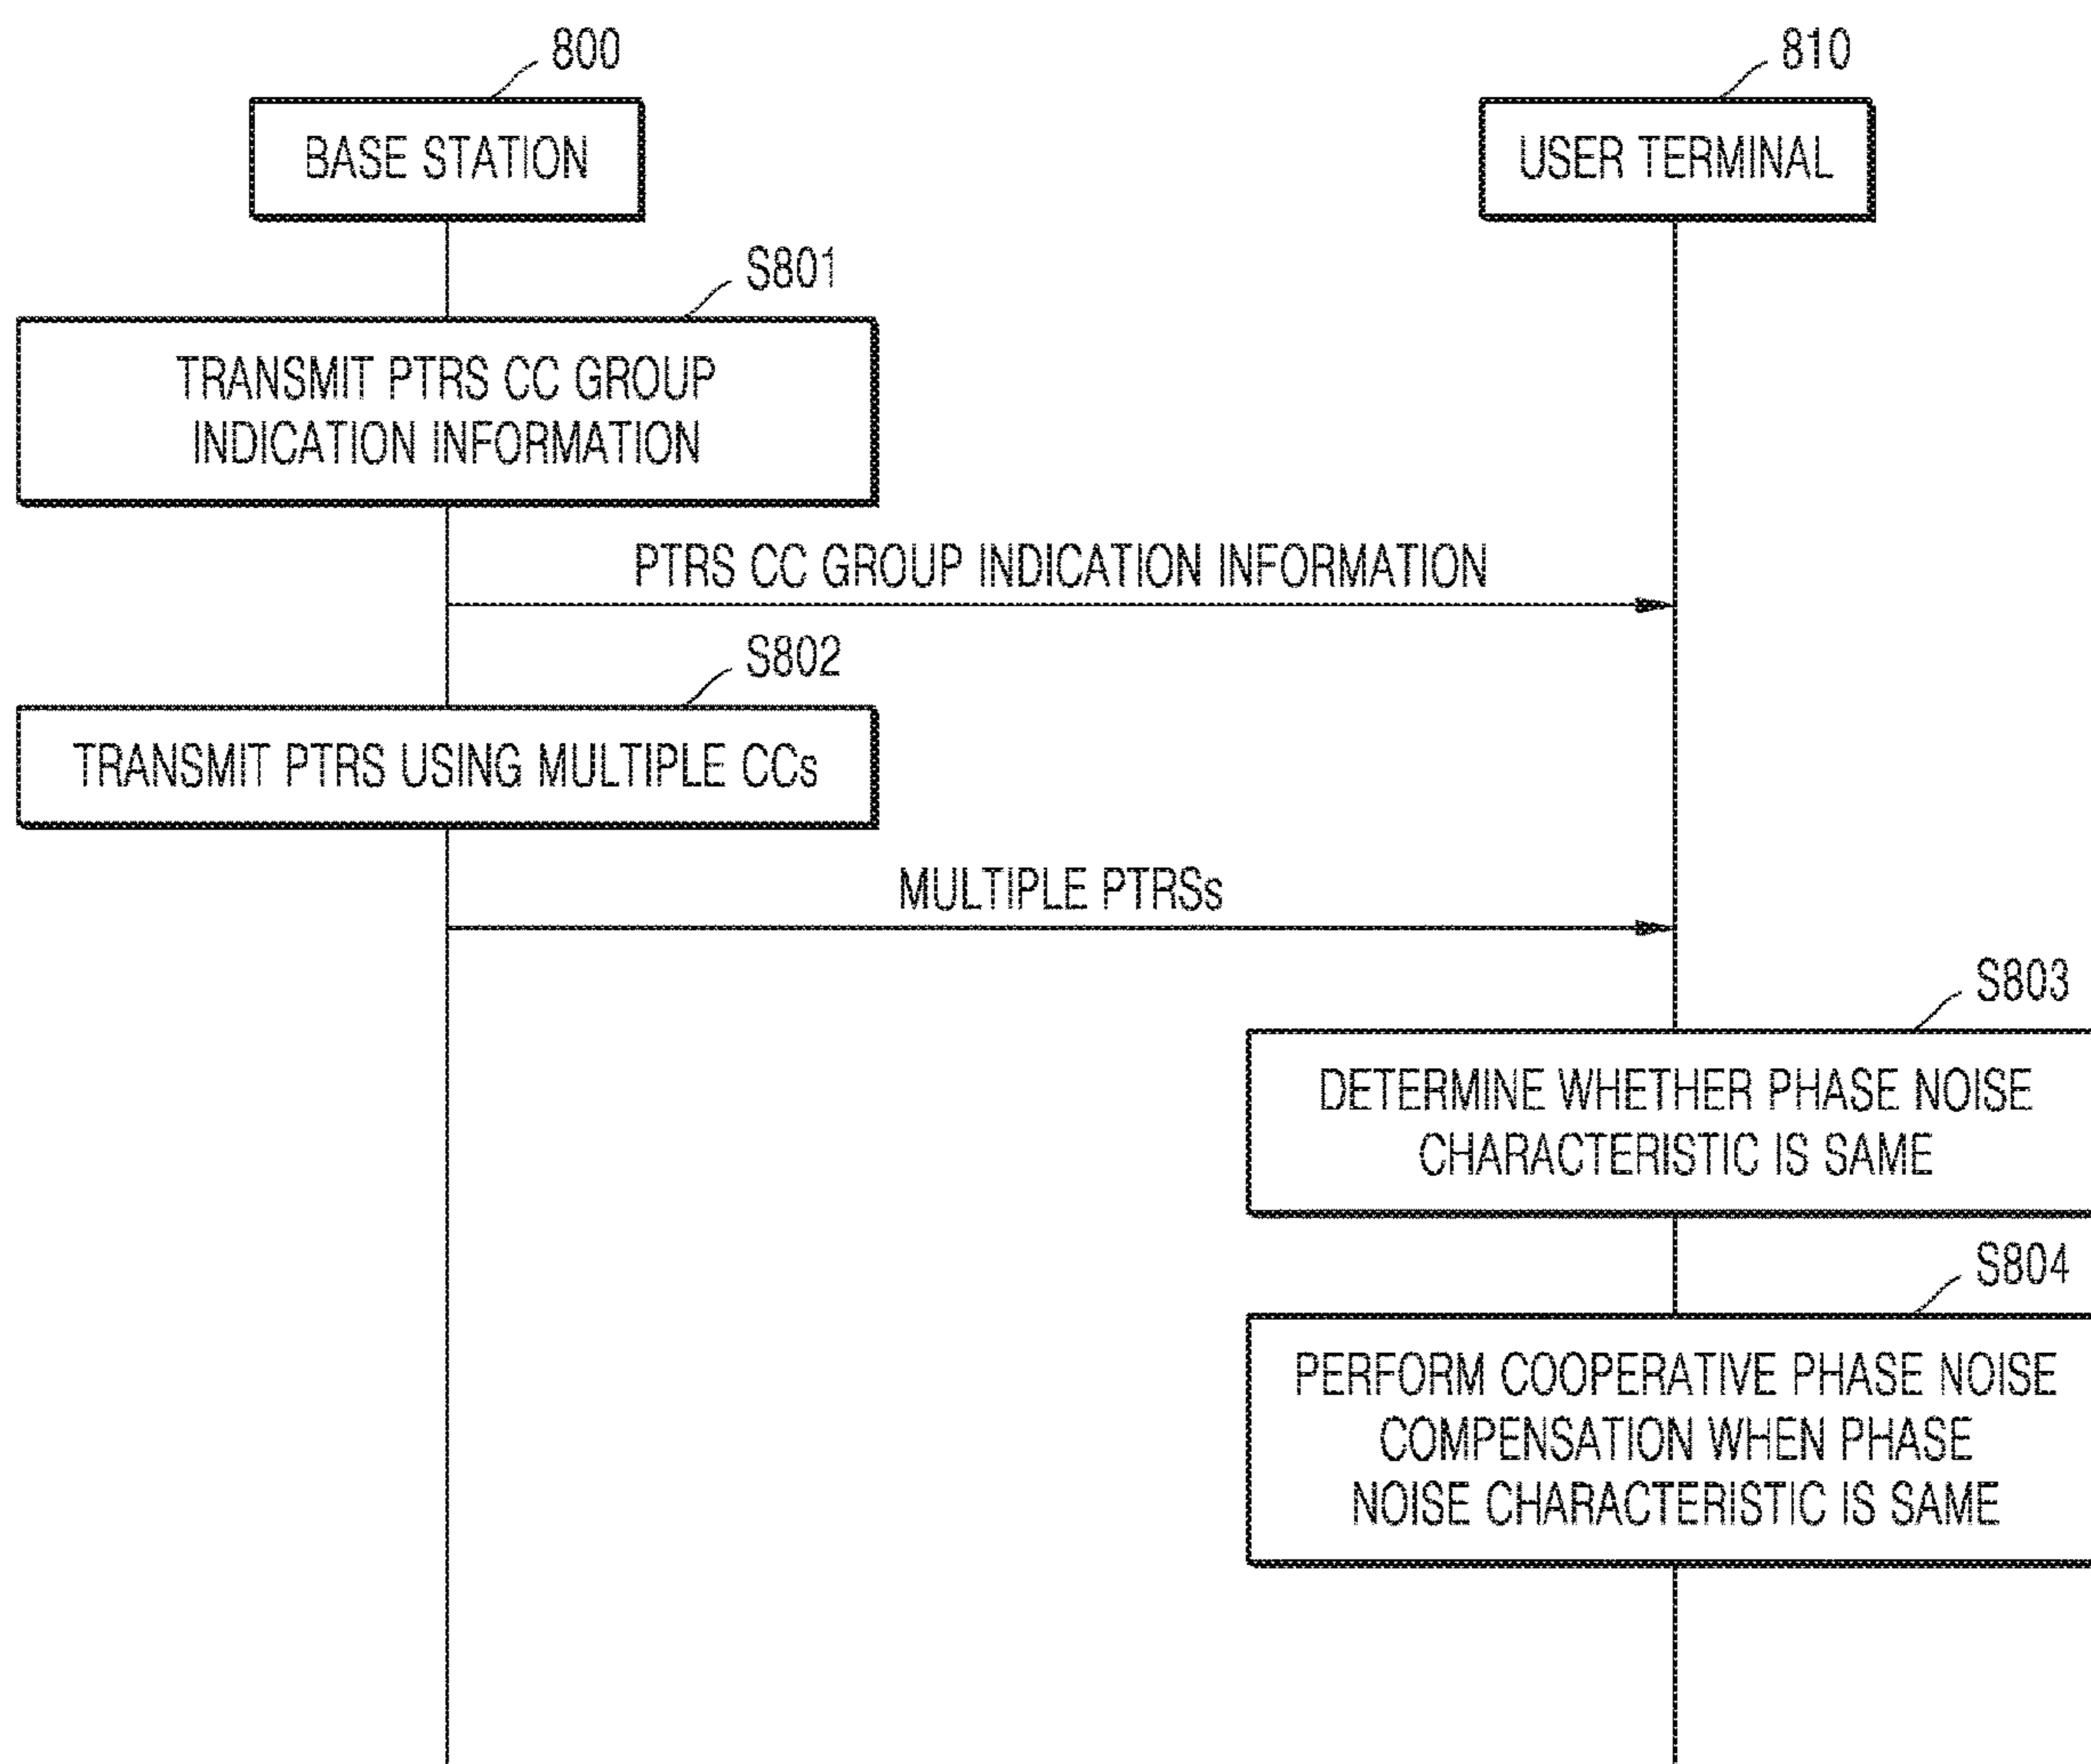 800
810
BASE STATION
USER TERMINAL
S801
TRANSMIT PTRS CC GROUP
INDICATION INFORMATION
PTRS CC GROUP INDICATION INFORMATION
S802
TRANSMIT PTRS USING MULTIPLE CCs
MULTIPLE PTRSs
S803
DETERMINE WHETHER PHASE NOISE
CHARACTERISTIC IS SAME
S804
PERFORM COOPERATIVE PHASE NOISE
COMPENSATION WHEN PHASE
NOISE CHARACTERISTIC IS SAME